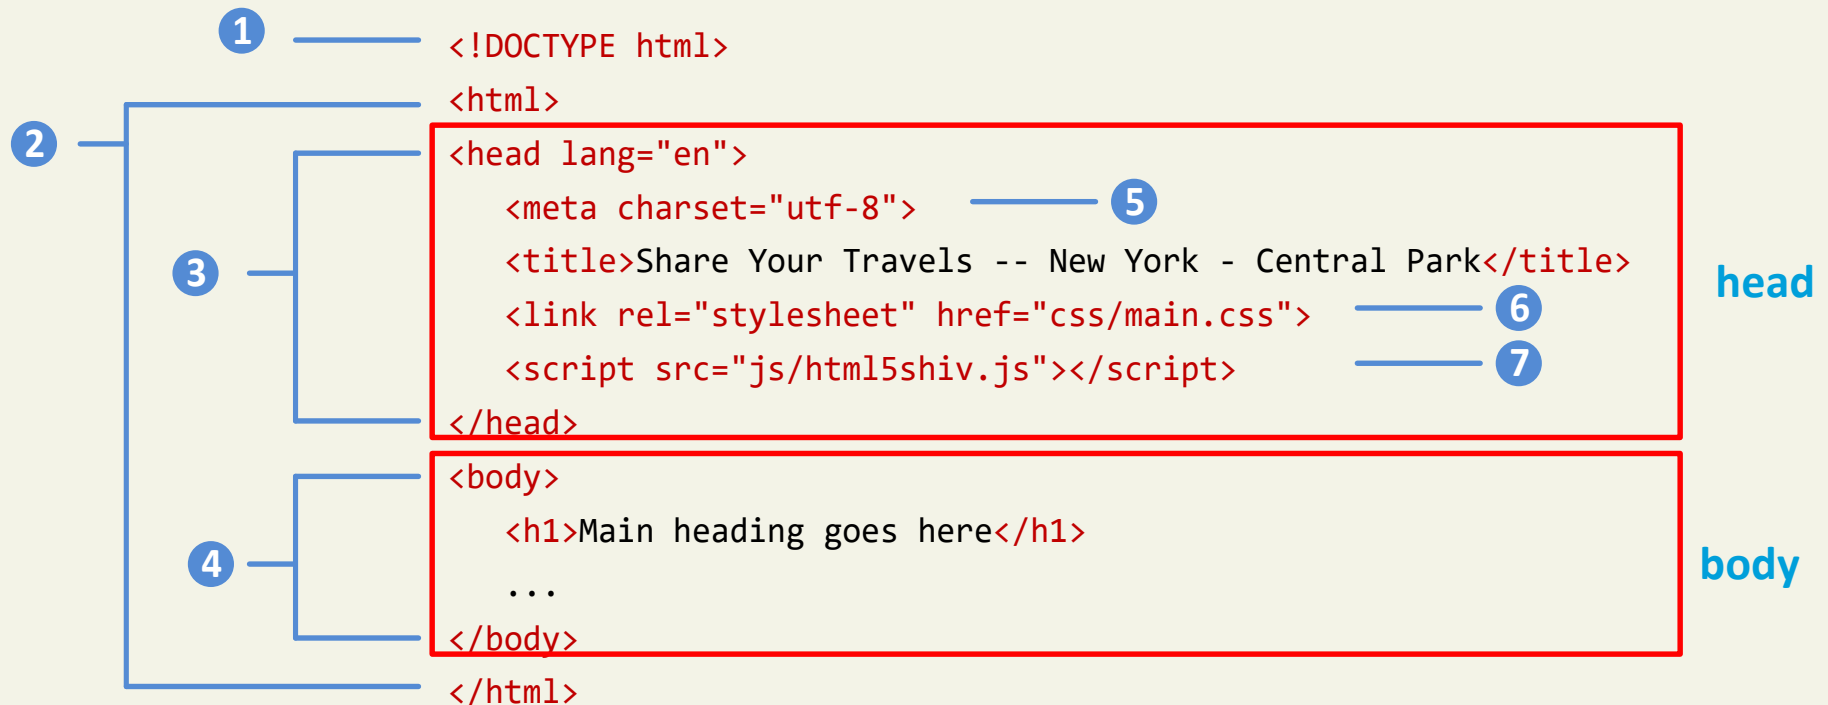 1 <!DOCTYPE html>
<html>
2
<head lang="en">
<meta charset="utf-8"> 5
<title>Share Your Travels -- New York - Central Park</title>
3
head
<link rel="stylesheet" href="css/main.css"> 6
<script src="js/html5shiv.js"></script> 7
</head>
<body>
<h1>Main heading goes here</h1>
4
body
...
</body>
</html>